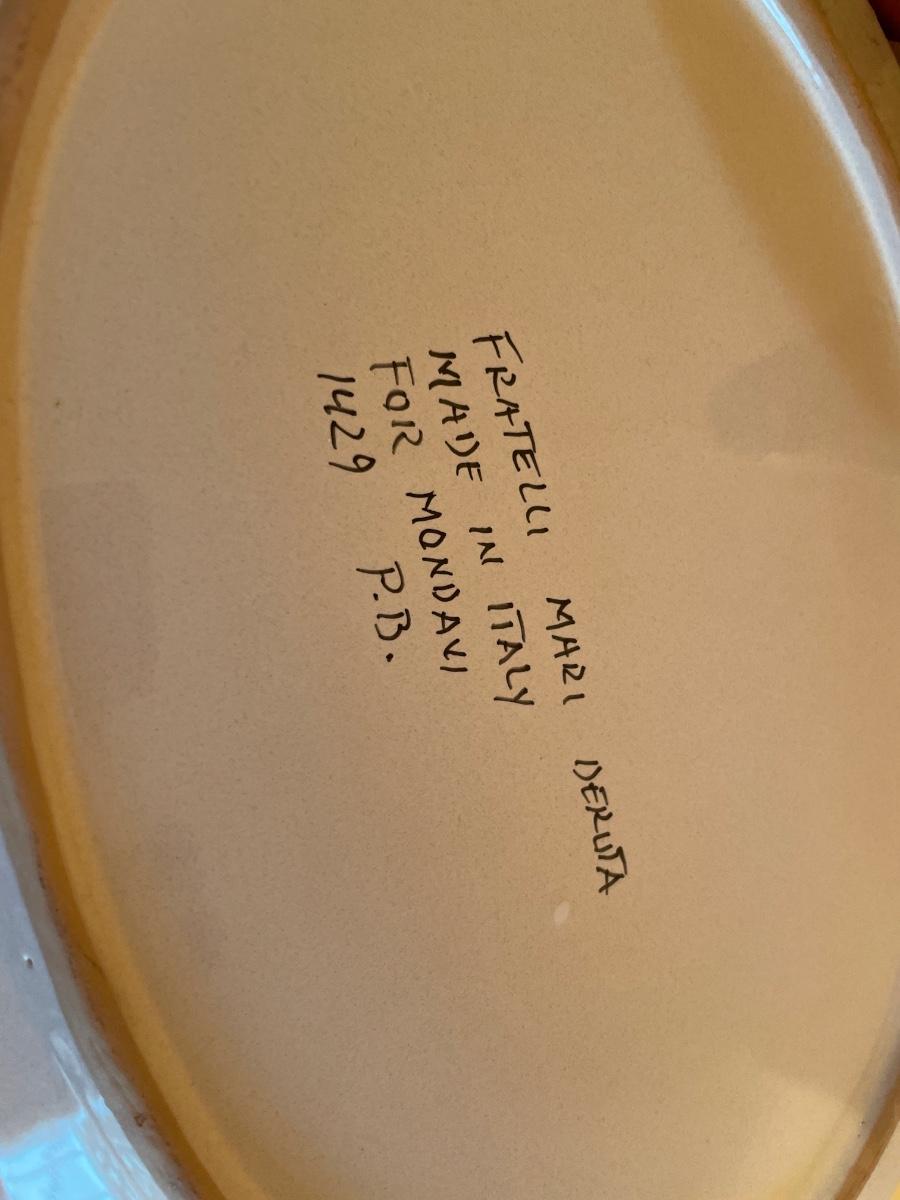 FRATELLI MARI DERUTA
MADE IN ITALY
FOR MONDAVI
1429 P.B.